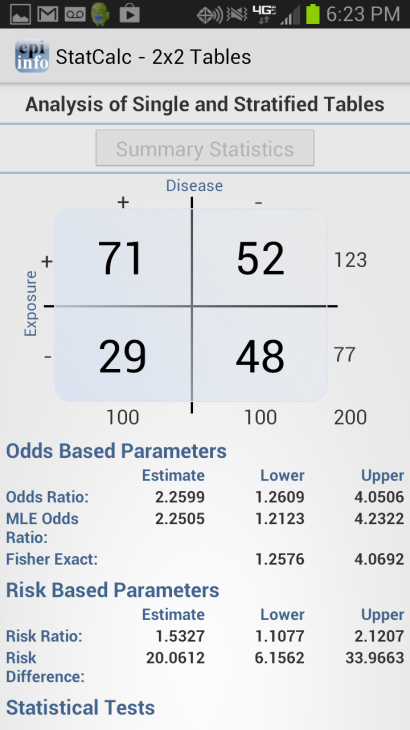 4G
6:23 PM
epi
info
StatCalc - 2x2 Tables
Analysis of Single and Stratified Tables
Summary Statistics
Disease
+ -
Exposure
+ 71 52 123
- 29 48 77
100 100 200
Odds Based Parameters
Estimate Lower Upper
Odds Ratio: 2.2599 1.2609 4.0506
MLE Odds 2.2505 1.2123 4.2322
Ratio:
Fisher Exact: 1.2576 4.0692
Risk Based Parameters
Estimate Lower Upper
Risk Ratio: 1.5327 1.1077 2.1207
Risk 20.0612 6.1562 33.9663
Difference:
Statistical Tests